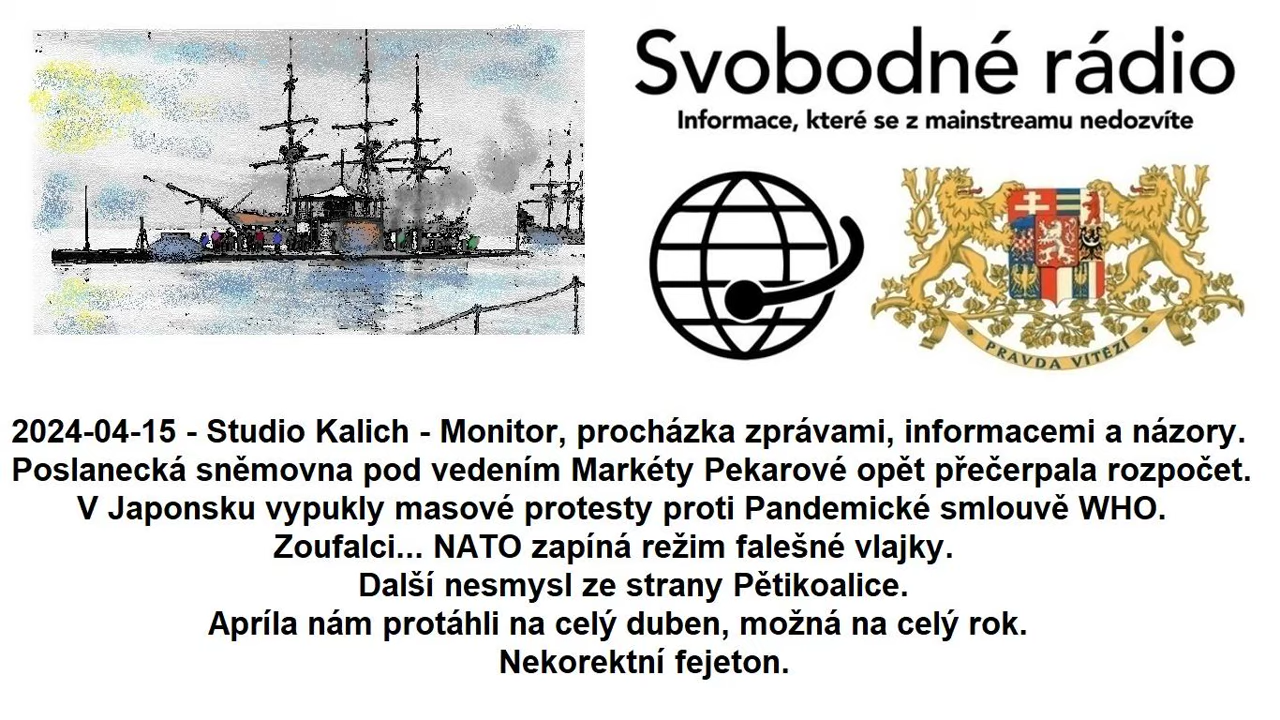 Svobodné rádio
Informace, které se z mainstreamu nedozvíte
PRAVDA VÍTĚZÍ
2024-04-15 - Studio Kalich - Monitor, procházka zprávami, informacemi a názory.
Poslanecká sněmovna pod vedením Markéty Pekarové opět přečerpala rozpočet.
V Japonsku vypukly masové protesty proti Pandemické smlouvě WHO.
Zoufalci... NATO zapíná režim falešné vlajky.
Další nesmysl ze strany Pětikoalice.
Apríla nám protáhli na celý duben, možná na celý rok.
Nekorektní fejeton.